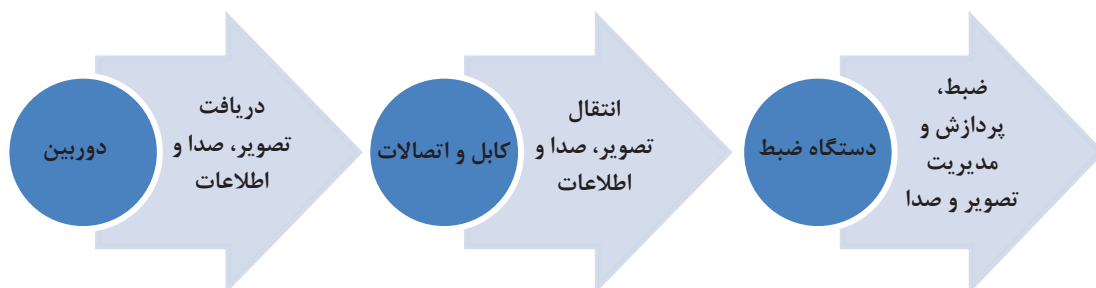 دوربین
دریافت
تصویر، صدا و
اطلاعات
کابل و اتصالات
انتقال
تصویر، صدا و
اطلاعات
دستگاه ضبط
ضبط،
پردازش و
مدیریت
تصویر و صدا